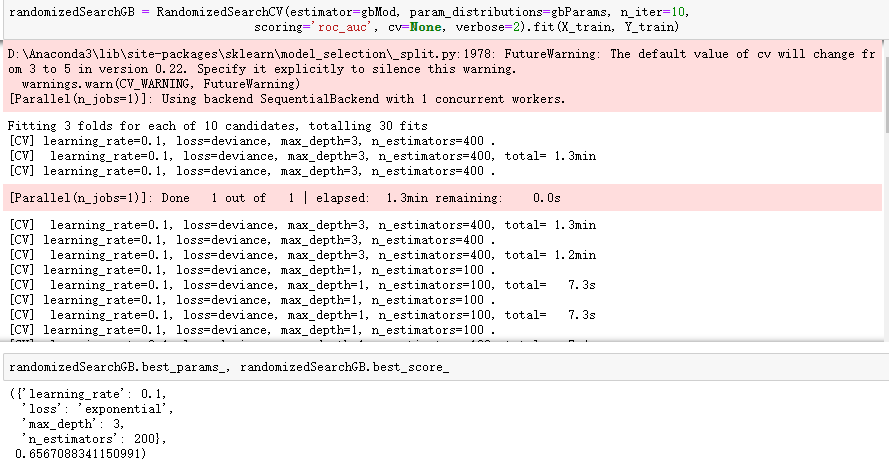 randomizedSearchGB = RandomizedSearchCV(estimator=gbMod, param_distributions=gbParams, n_iter=10,
scoring='roc_auc', cv=None, verbose=2).fit(X_train, Y_train)
D:\Anaconda3\lib\site-packages\sklearn\model_selection\_split.py:1978: FutureWarning: The default value of cv will change fr
om 3 to 5 in version 0.22. Specify it explicitly to silence this warning.
warnings.warn(CV_WARNING, FutureWarning)
[Parallel(n_jobs=1)]: Using backend SequentialBackend with 1 concurrent workers.
Fitting 3 folds for each of 10 candidates, totalling 30 fits
[CV] learning_rate=0.1, loss=deviance, max_depth=3, n_estimators=400 .
[CV]  learning_rate=0.1, loss=deviance, max_depth=3, n_estimators=400, total= 1.3min
[CV] learning_rate=0.1, loss=deviance, max_depth=3, n_estimators=400 .
[Parallel(n_jobs=1)]: Done   1 out of   1 | elapsed:  1.3min remaining:    0.0s
[CV]  learning_rate=0.1, loss=deviance, max_depth=3, n_estimators=400, total= 1.3min
[CV] learning_rate=0.1, loss=deviance, max_depth=3, n_estimators=400 .
[CV]  learning_rate=0.1, loss=deviance, max_depth=3, n_estimators=400, total= 1.2min
[CV] learning_rate=0.1, loss=deviance, max_depth=1, n_estimators=100 .
[CV]  learning_rate=0.1, loss=deviance, max_depth=1, n_estimators=100, total=   7.3s
[CV] learning_rate=0.1, loss=deviance, max_depth=1, n_estimators=100 .
[CV]  learning_rate=0.1, loss=deviance, max_depth=1, n_estimators=100, total=   7.3s
[CV] learning_rate=0.1, loss=deviance, max_depth=1, n_estimators=100 .
randomizedSearchGB.best_params_, randomizedSearchGB.best_score_
({'learning_rate': 0.1,
'loss': 'exponential',
'max_depth': 3,
'n_estimators': 200},
0.6567088341150991)